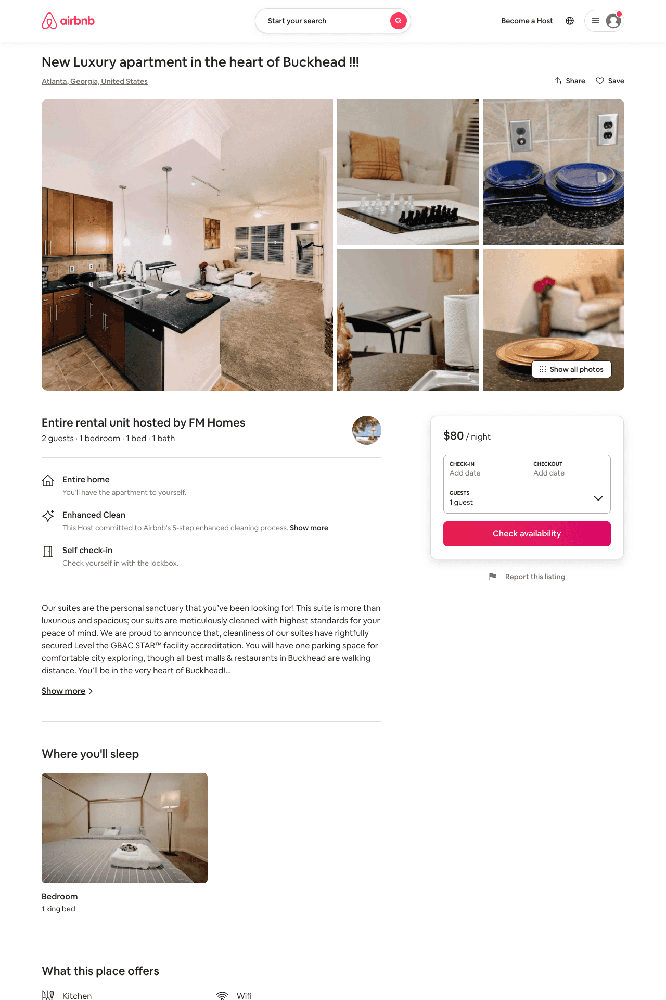 airbnb
Start your search
Become a Host
New Luxury apartment in the heart of Buckhead !!!
Atlanta, Georgia, United States
Share
Save
Show all photos
Entire rental unit hosted by FM Homes
2 guests · 1 bedroom · 1 bed · 1 bath
Entire home
You’ll have the apartment to yourself.
Enhanced Clean
This Host committed to Airbnb's 5-step enhanced cleaning process. Show more
Self check-in
Check yourself in with the lockbox.
$80 / night
CHECK-IN
Add date
CHECKOUT
Add date
GUESTS
1 guest
Check availability
Report this listing
Our suites are the personal sanctuary that you’ve been looking for! This suite is more than
luxurious and spacious; our suits are meticulously cleaned with highest standards for your
peace of mind. We are proud to announce that, cleanliness of our suites have rightfully
secured Level the GBAC STAR™ facility accreditation. You will have one parking space for
comfortable city exploring, though all best malls & restaurants in Buckhead are walking
distance. You’ll be in the very heart of Buckhead!…
Show more
Where you'll sleep
Bedroom
1 king bed
What this place offers
Kitchen
Wifi